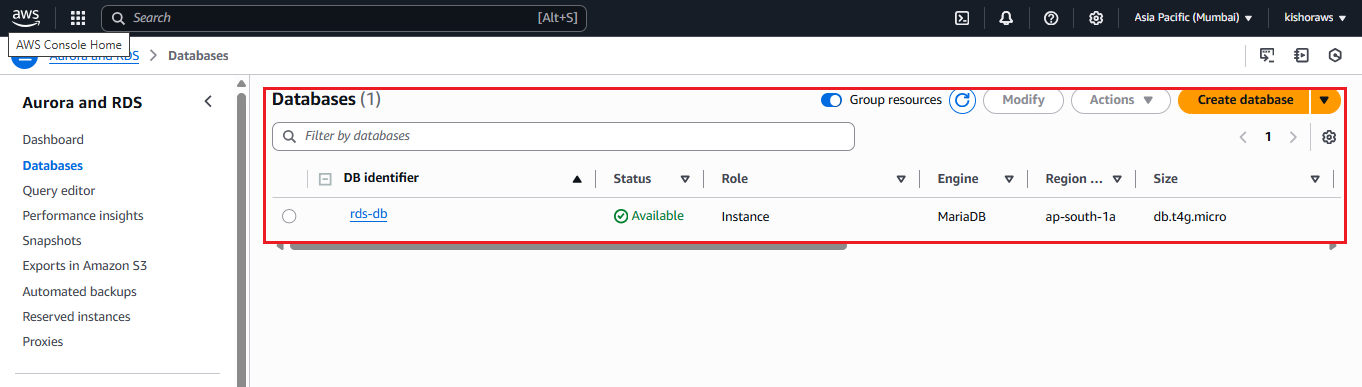 aws
Search
[Alt+S]
Asia Pacific (Mumbai)
kishoraws
AWS Console Home
Aurora and RDS
Databases
Aurora and RDS
Dashboard
Databases
Query editor
Performance insights
Snapshots
Exports in Amazon S3
Automated backups
Reserved instances
Proxies
Databases (1)
Group resources
Modify
Actions
Create database
Filter by databases
1
DB identifier
Status
Role
Engine
Region ...
Size
rds-db
Available
Instance
MariaDB
ap-south-1a
db.t4g.micro